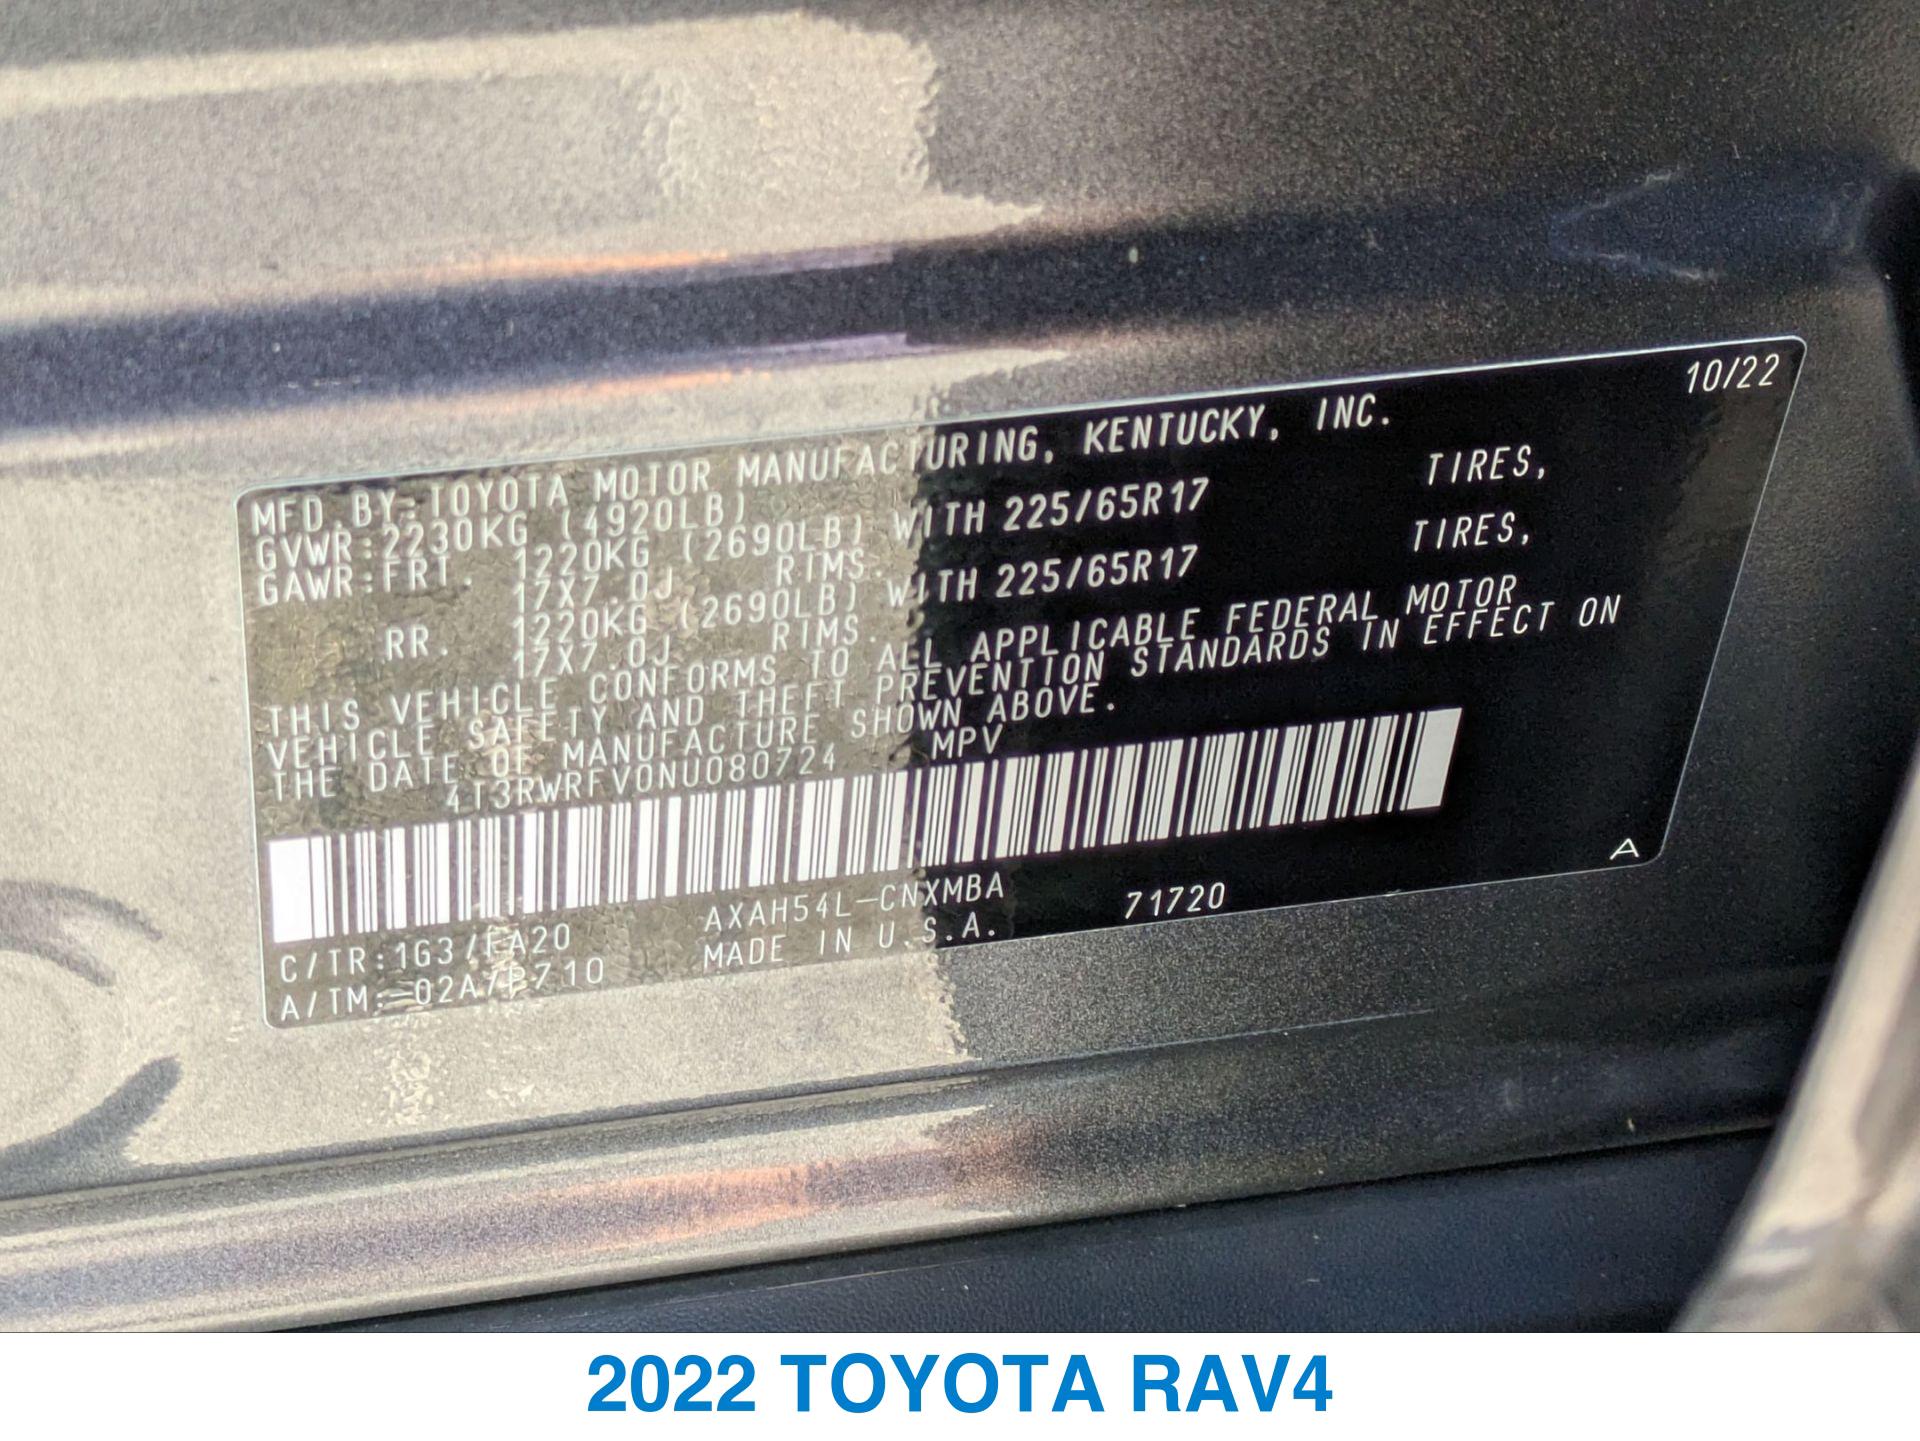 10/22
MFD.BY:TOYOTA MOTOR MANUFACTURING, KENTUCKY, INC.
GVWR:2230KG (4920LB)
GAWR:FRT. 1220KG (2690LB) WITH 225/65R17 TIRES,
17X7.0J RIMS.
RR. 1220KG (2690LB) WITH 225/65R17 TIRES,
17X7.0J RIMS.
THIS VEHICLE CONFORMS TO ALL APPLICABLE FEDERAL MOTOR
VEHICLE SAFETY AND THEFT PREVENTION STANDARDS IN EFFECT ON
THE DATE OF MANUFACTURE SHOWN ABOVE.
4T3RWRFV0NU080724 MPV
A
C/TR:1G3/FA20 AXAH54L-CNXMBA 71720
A/TM:-02A/P710 MADE IN U.S.A.
2022 TOYOTA RAV4